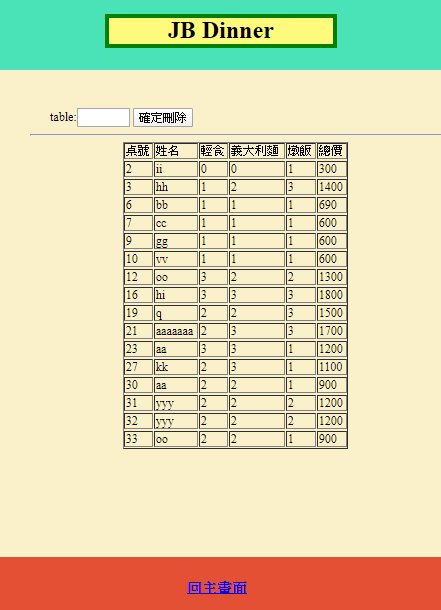 JB Dinner
table: 確定刪除
桌號 姓名 輕食 義大利麵 燉飯 總價
2 ii 0 0 1 300
3 hh 1 2 3 1400
6 bb 1 1 1 690
7 cc 1 1 1 600
9 gg 1 1 1 600
10 vv 1 1 1 600
12 oo 3 2 2 1300
16 hi 3 3 3 1800
19 q 2 2 3 1500
21 aaaaaaa 2 3 3 1700
23 aa 3 3 1 1200
27 kk 2 3 1 1100
30 aa 2 2 1 900
31 yyy 2 2 2 1200
32 yyy 2 2 2 1200
33 oo 2 2 1 900
回主畫面